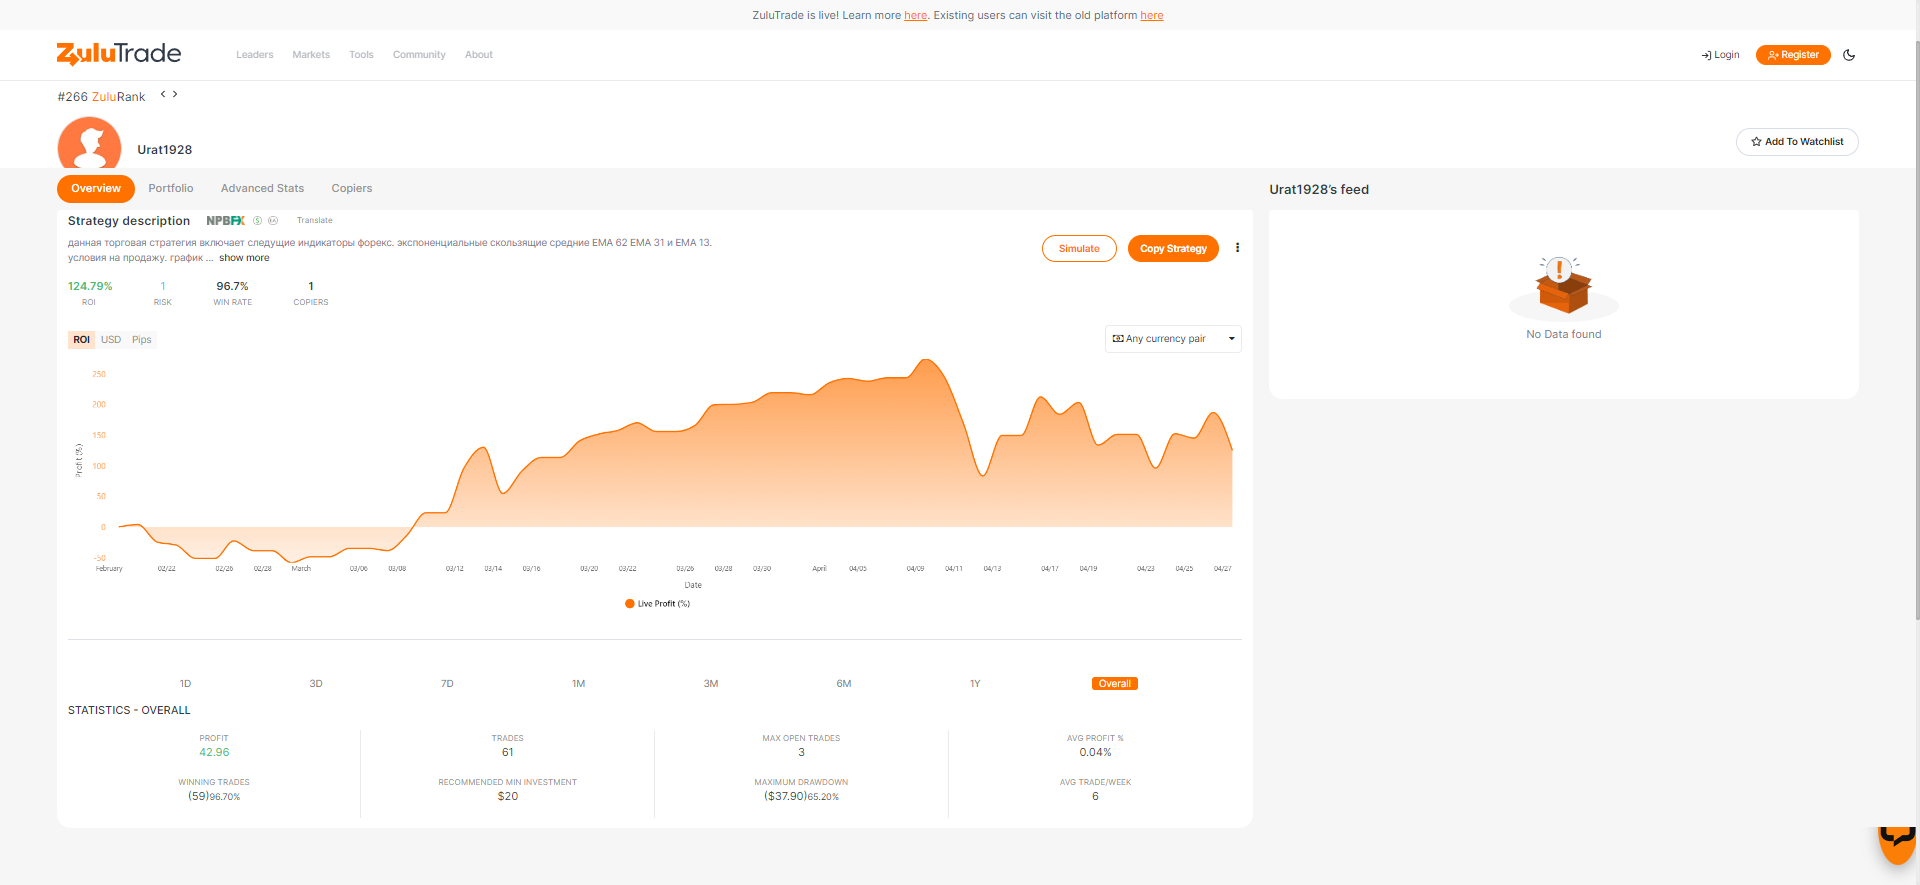 ZuluTrade is live! Learn more here. Existing users can visit the old platform here
ZuluTrade
Leaders
Markets
Tools
Community
About
Login
Register
#266 ZuluRank
Urat1928
Add To Watchlist
Overview
Portfolio
Advanced Stats
Copiers
Urat1928's feed
Strategy description
NPBFX
Translate
данная торговая стратегия включает следущие индикаторы форекс. экспоненциальные скользящие средние EMA 62 EMA 31 и EMA 13.
условия на продажу. график ... show more
Simulate
Copy Strategy
124.79%
1
96.7%
1
ROI
RISK
WIN RATE
COPIERS
No Data found
ROI
USD
Pips
Any currency pair
250
200
150
100
50
0
-50
Profit (%)
February
02/22
02/26
02/28
March
03/06
03/08
03/12
03/14
03/16
03/20
03/22
03/26
03/28
03/30
April
04/05
04/09
04/11
04/13
04/17
04/19
04/23
04/25
04/27
Date
Live Profit (%)
1D
3D
7D
1M
3M
6M
1Y
Overall
STATISTICS - OVERALL
PROFIT
42.96
TRADES
61
MAX OPEN TRADES
3
AVG PROFIT %
0.04%
WINNING TRADES
(59)96.70%
RECOMMENDED MIN INVESTMENT
$20
MAXIMUM DRAWDOWN
($37.90)65.20%
AVG TRADE/WEEK
6